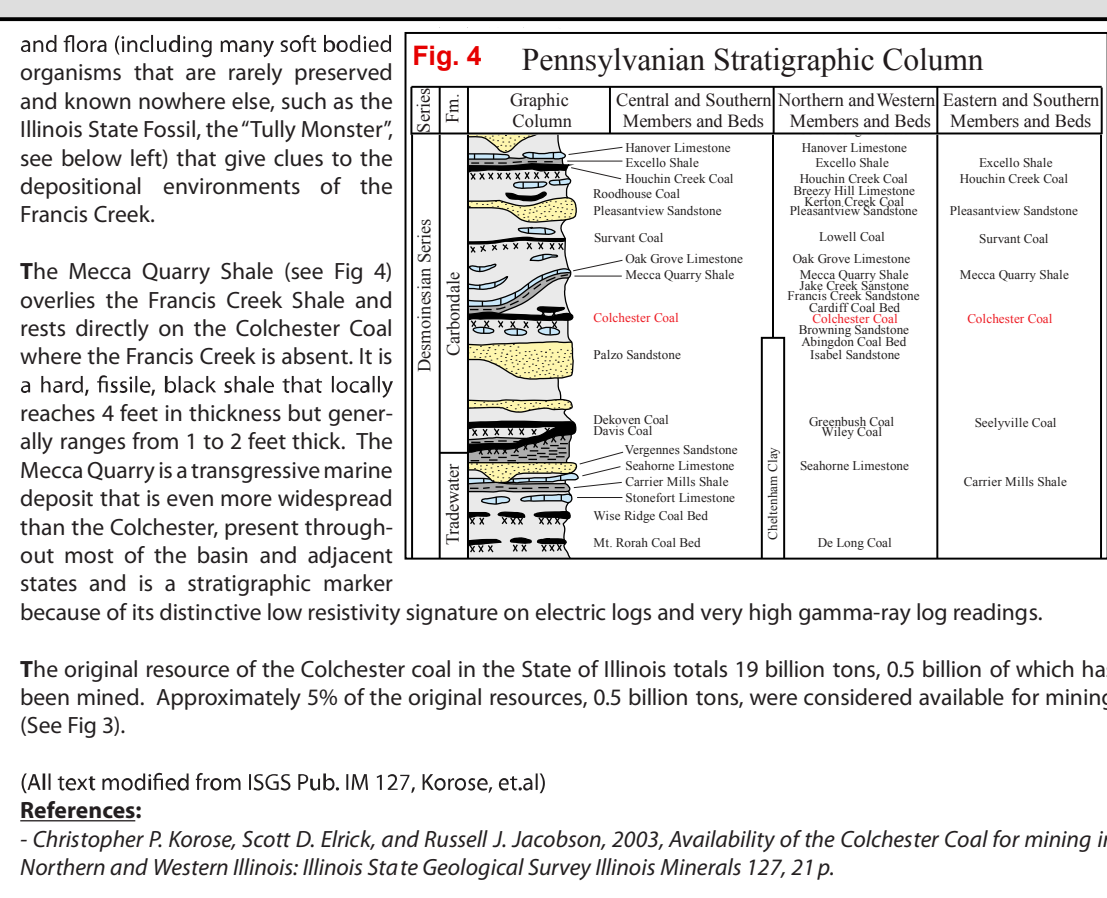 and flora (including many soft bodied
organisms that are rarely preserved
and known nowhere else, such as the
Illinois State Fossil, the “Tully Monster”,
see below left) that give clues to the
depositional environments of the
Francis Creek.
The Mecca Quarry Shale (see Fig 4)
overlies the Francis Creek Shale and
rests directly on the Colchester Coal
where the Francis Creek is absent. It is
a hard, fissile, black shale that locally
reaches 4 feet in thickness but gener-
ally ranges from 1 to 2 feet thick. The
Mecca Quarry is a transgressive marine
deposit that is even more widespread
than the Colchester, present through-
out most of the basin and adjacent
states and is a stratigraphic marker
because of its distinctive low resistivity signature on electric logs and very high gamma-ray log readings.
Fig. 4 Pennsylvanian Stratigraphic Column
Series
Fm.
Graphic
Column
Central and Southern
Members and Beds
Northern and Western
Members and Beds
Eastern and Southern
Members and Beds
Desmoinesian Series
Carbondale
Tradewater
Hanover Limestone
Excello Shale
Houchin Creek Coal
Roodhouse Coal
Pleasantview Sandstone
Survant Coal
Oak Grove Limestone
Mecca Quarry Shale
Colchester Coal
Palzo Sandstone
Dekoven Coal
Davis Coal
Vergennes Sandstone
Seahorne Limestone
Carrier Mills Shale
Stonefort Limestone
Wise Ridge Coal Bed
Mt. Rorah Coal Bed
Cheltenham Clay
Hanover Limestone
Excello Shale
Houchin Creek Coal
Breezy Hill Limestone
Kerton Creek Coal
Pleasantview Sandstone
Lowell Coal
Oak Grove Limestone
Mecca Quarry Shale
Jake Creek Sanstone
Francis Creek Sandstone
Cardiff Coal Bed
Colchester Coal
Browning Sandstone
Abingdon Coal Bed
Isabel Sandstone
Greenbush Coal
Wiley Coal
Seahorne Limestone
De Long Coal
Excello Shale
Houchin Creek Coal
Pleasantview Sandstone
Survant Coal
Mecca Quarry Shale
Colchester Coal
Seelyville Coal
Carrier Mills Shale
The original resource of the Colchester coal in the State of Illinois totals 19 billion tons, 0.5 billion of which has
been mined. Approximately 5% of the original resources, 0.5 billion tons, were considered available for mining
(See Fig 3).
(All text modified from ISGS Pub. IM 127, Korose, et.al)
References:
- Christopher P. Korose, Scott D. Elrick, and Russell J. Jacobson, 2003, Availability of the Colchester Coal for mining in
Northern and Western Illinois: Illinois State Geological Survey Illinois Minerals 127, 21 p.